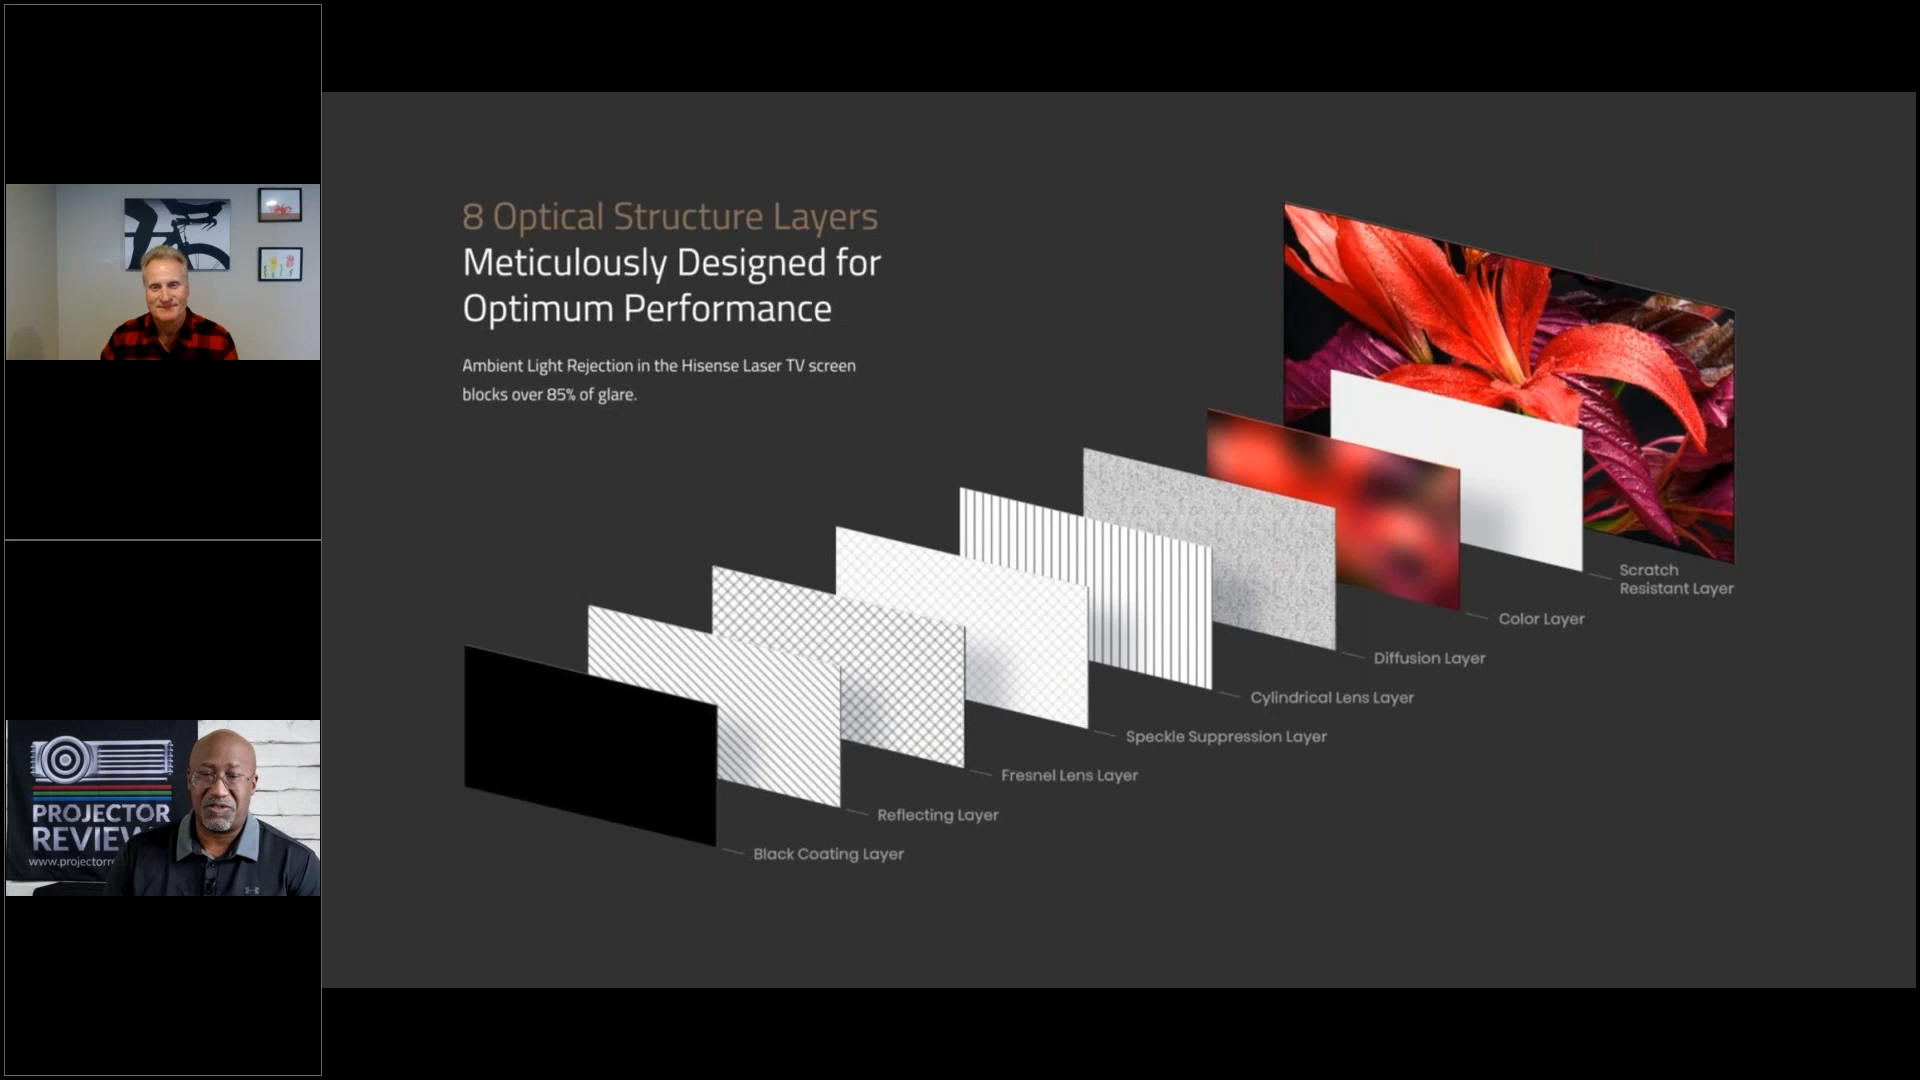 8 Optical Structure Layers
Meticulously Designed for
Optimum Performance
Ambient Light Rejection in the Hisense Laser TV screen
blocks over 85% of glare.
Scratch
Resistant Layer
Color Layer
Diffusion Layer
Cylindrical Lens Layer
Speckle Suppression Layer
Fresnel Lens Layer
Reflecting Layer
Black Coating Layer
PROJECTOR
REVIEW
www.projectorre